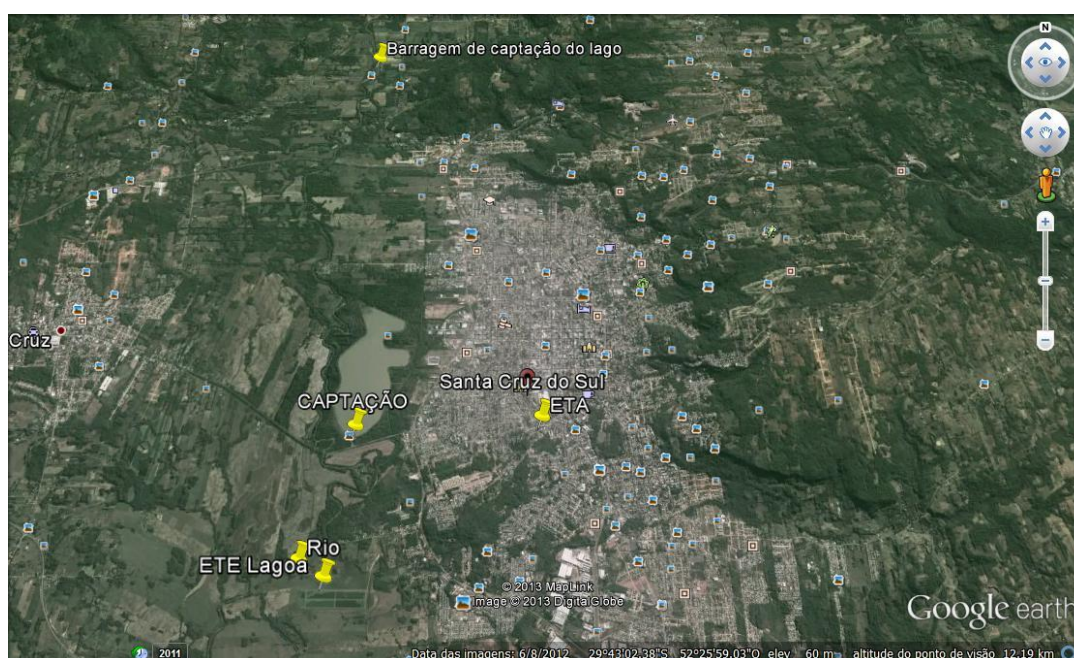 Barragem de captação do lago
N
Cruz
Santa Cruz do Sul
CAPTAÇÃO
ETA
Rio
ETE Lagoa
© 2013 MapLink
Image © 2013 DigitalGlobe
Google earth
2011
Data das imagens: 6/8/2012 29°43'02.38"S 52°25'59.03"O elev 60 m altitude do ponto de visão 12.19 km